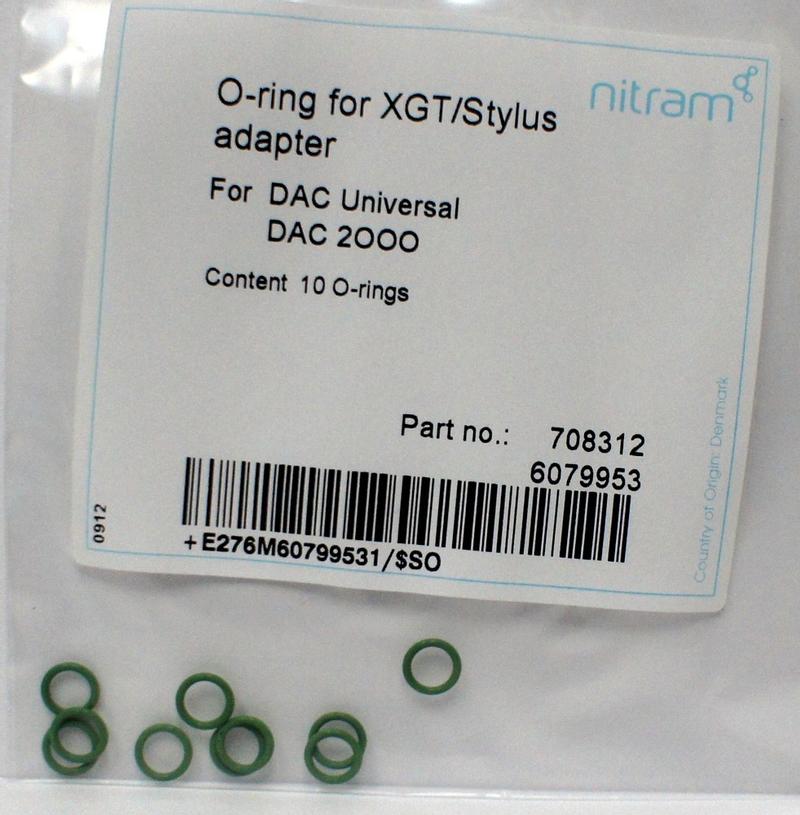 nitram
O-ring for XGT/Stylus
adapter
For DAC Universal
DAC 2000
Content 10 O-rings
Part no.: 708312
6079953
+E276M60799531/$SO
0912
Country of Origin: Denmark